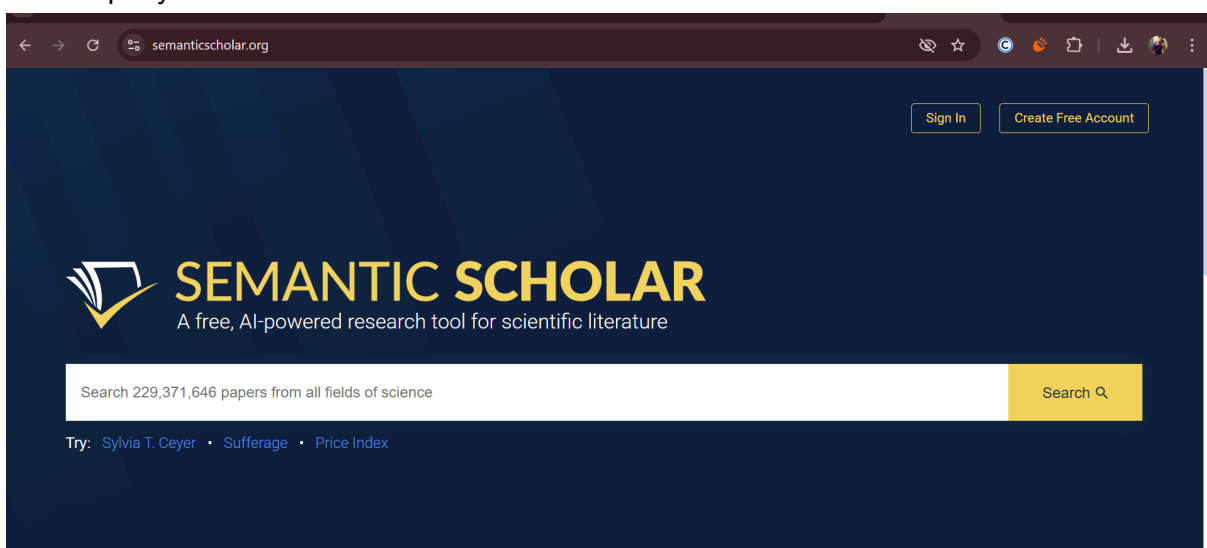 semanticscholar.org
Sign In
Create Free Account
SEMANTIC SCHOLAR
A free, AI-powered research tool for scientific literature
Search 229,371,646 papers from all fields of science
Search
Try: Sylvia T. Ceyer • Sufferage • Price Index